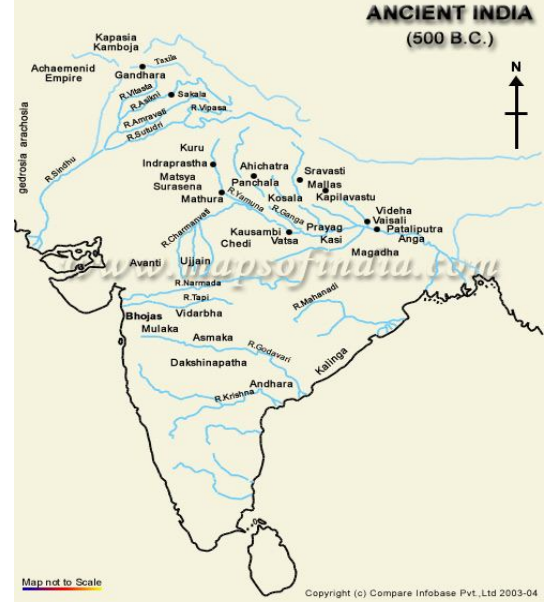 ANCIENT INDIA
(500 B.C.)
N
Kapasia
Kamboja
Achaemenid
Empire
Taxila
Gandhara
R.Vitasta
R.Asikni
Sakala
R.Vipasa
R.Amravati
R.Sutudri
gedrosia arachosia
R.Sindhu
Kuru
Indraprastha
Matsya
Surasena
Mathura
Ahichatra
Panchala
Sravasti
Mallas
Kapilavastu
Kosala
R.Yamuna
R.Ganga
Videha
Vaisali
Pataliputra
Anga
Prayag
Kasi
Kausambi
Vatsa
Chedi
Magadha
R.Charmanvati
Avanti
Ujjain
www.mapsofindia.com
R.Narmada
R.Tapi
R.Mahanadi
Bhojas
Vidarbha
Mulaka
Asmaka
R.Godavari
Kalinga
Dakshinapatha
Andhara
R.Krishna
Map not to Scale
Copyright (c) Compare Infobase Pvt.,Ltd 2003-04